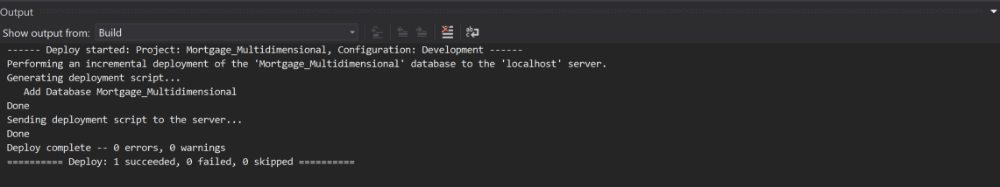 Output
Show output from: Build
------ Deploy started: Project: Mortgage_Multidimensional, Configuration: Development ------
Performing an incremental deployment of the 'Mortgage_Multidimensional' database to the 'localhost' server.
Generating deployment script...
   Add Database Mortgage_Multidimensional
Done
Sending deployment script to the server...
Done
Deploy complete -- 0 errors, 0 warnings
========== Deploy: 1 succeeded, 0 failed, 0 skipped ==========